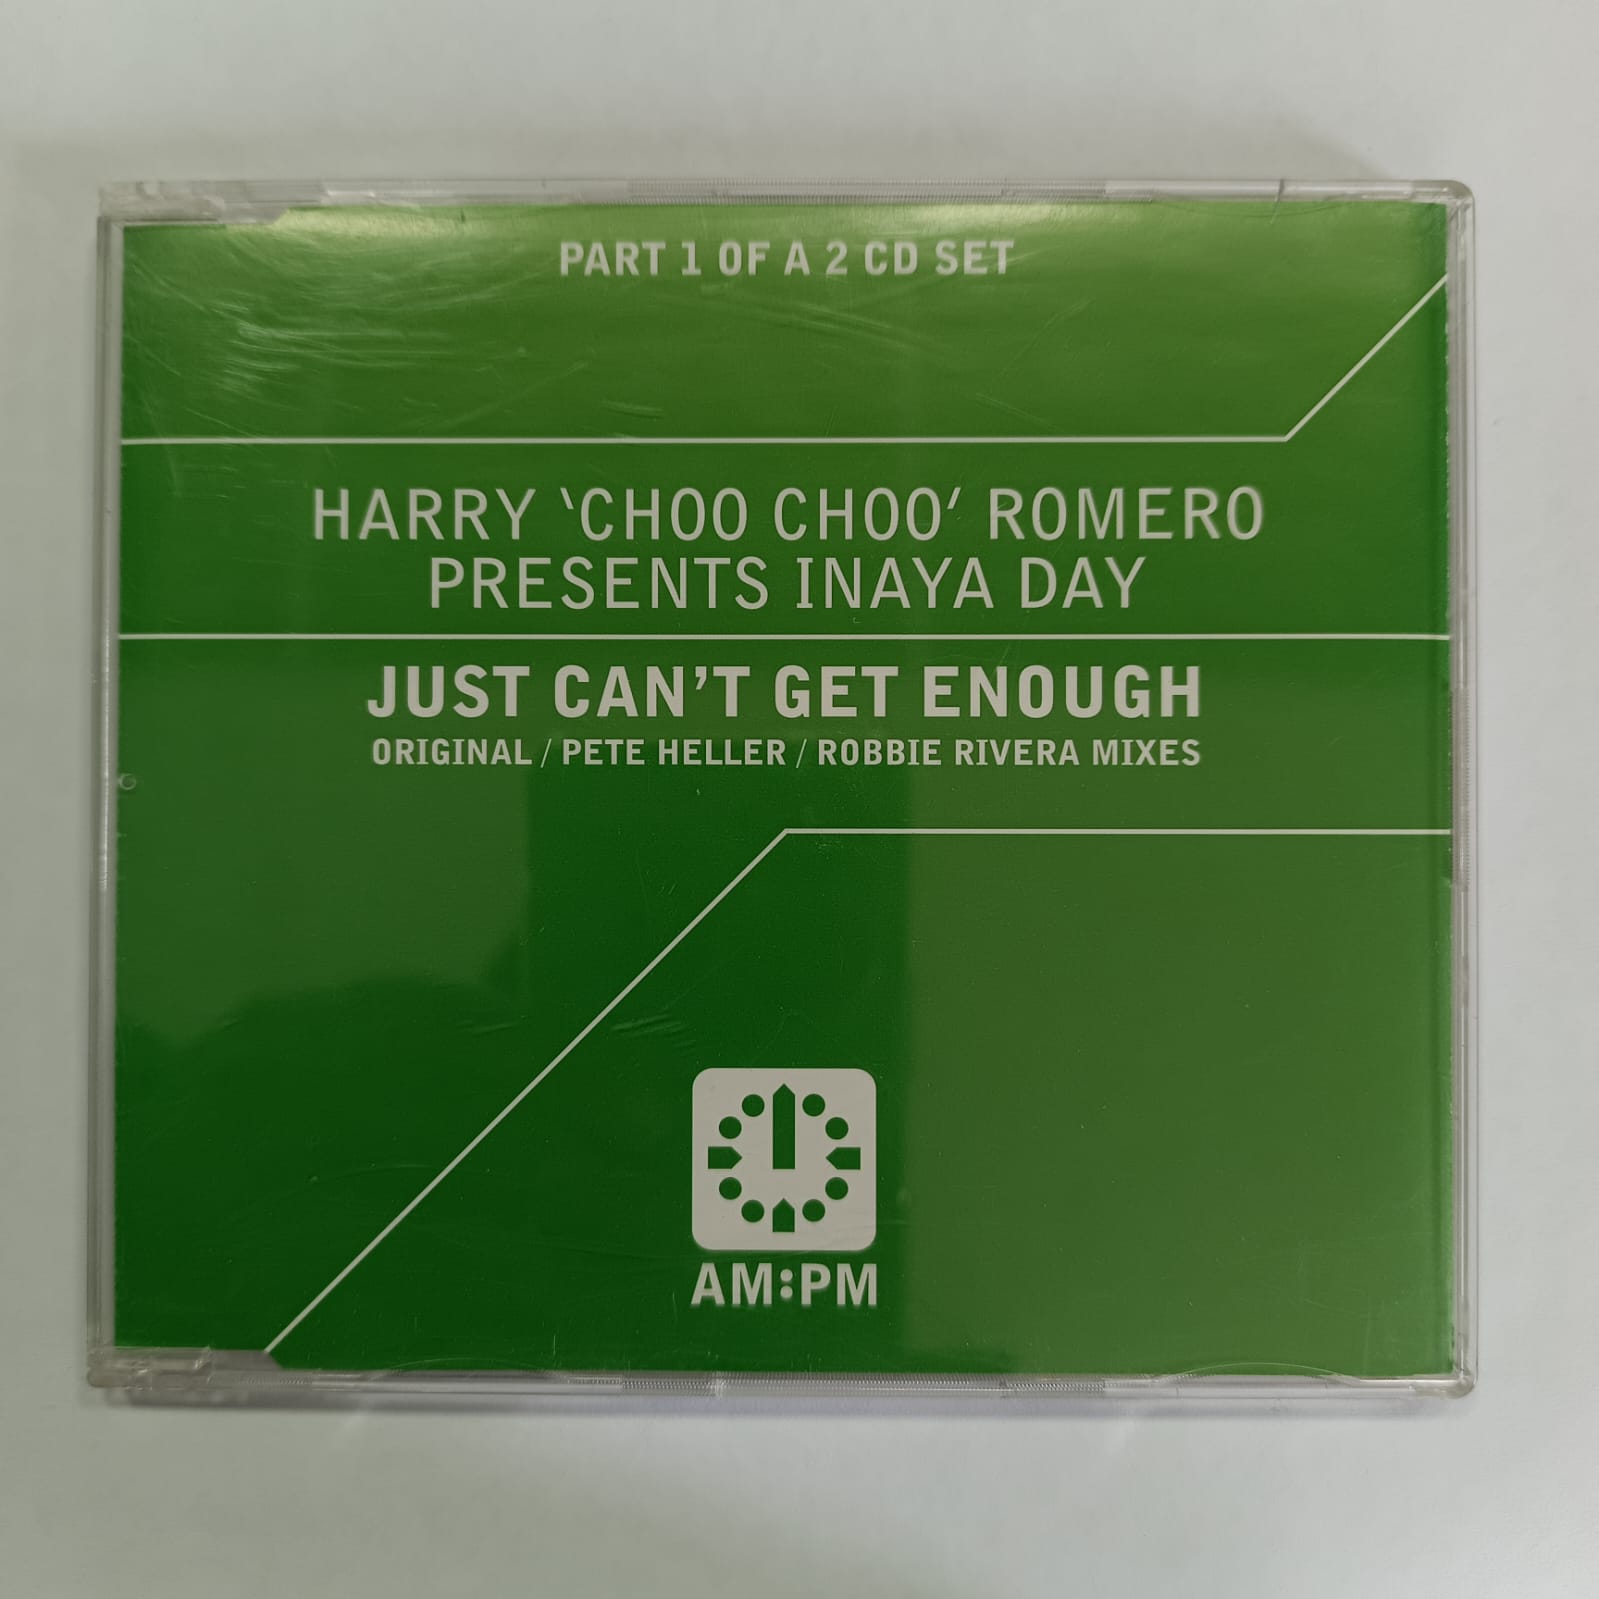 PART 1 OF A 2 CD SET
HARRY ‘CHOO CHOO’ ROMERO
PRESENTS INAYA DAY
JUST CAN’T GET ENOUGH
ORIGINAL / PETE HELLER / ROBBIE RIVERA MIXES
AM:PM